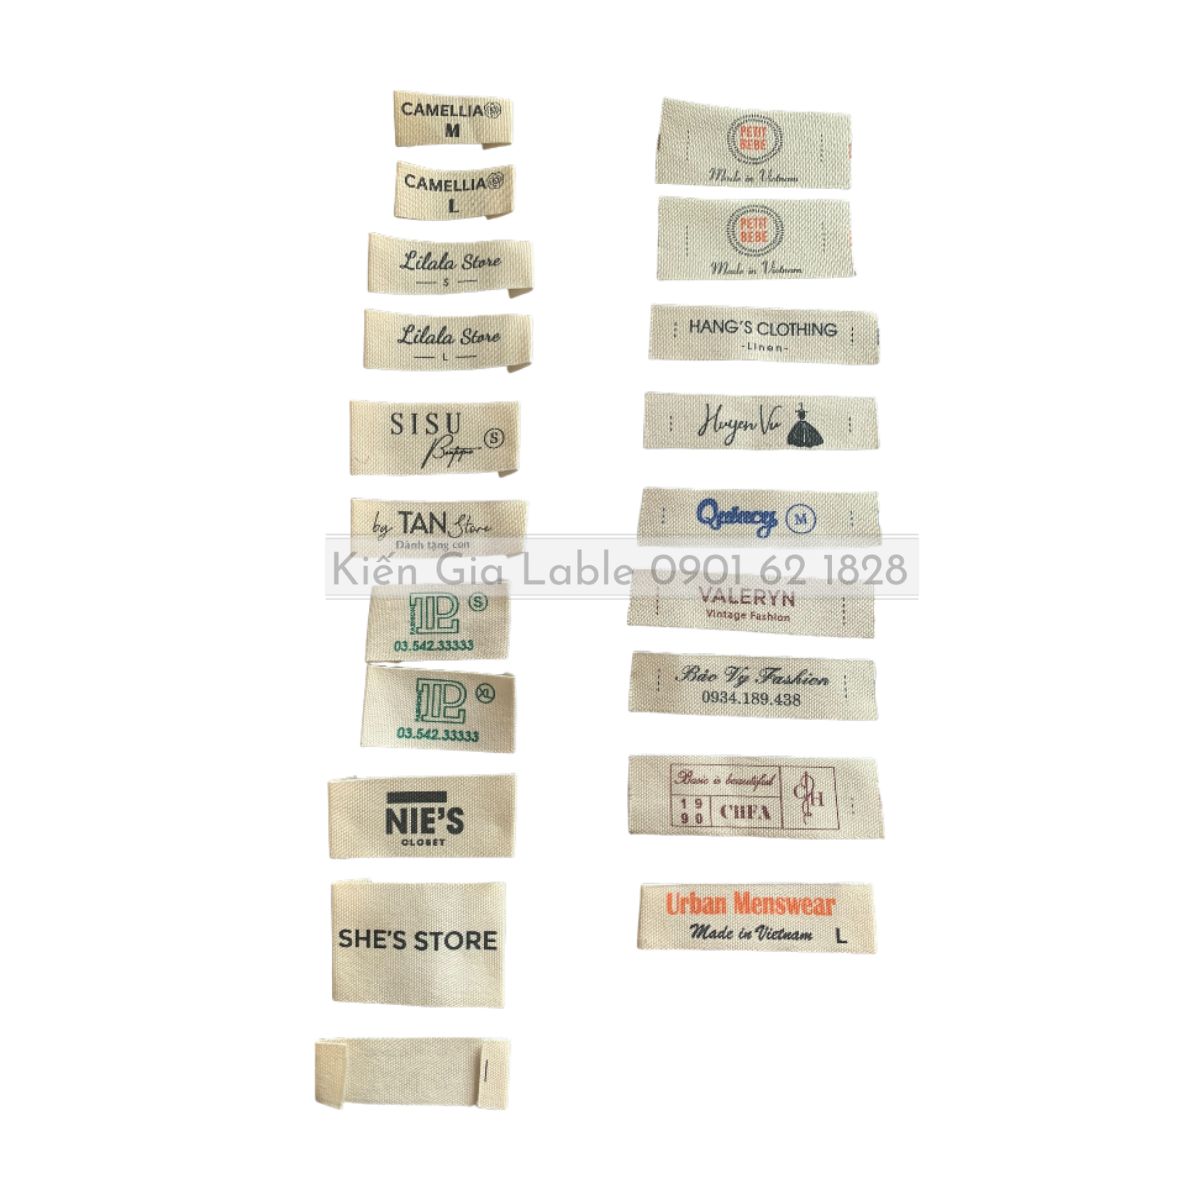 CAMELLIA
M
CAMELLIA
L
Lilala Store
S
Lilala Store
L
SISU
Boutique
S
by TAN Store
Dành tặng con
S
03.542.33333
XL
03.542.33333
NIE'S
CLOSET
SHE'S STORE
PETIT
BEBE
Made in Vietnam
PETIT
BEBE
Made in Vietnam
HANG'S CLOTHING
-Linen-
Huyen Vu
Quincy M
Kiến Gia Lable 0901 62 1828
VALERYN
Vintage Fashion
Bảo Vy Fashion
0934.189.438
Basic is beautiful
19
90
CHFA
Urban Menswear
Made in Vietnam L